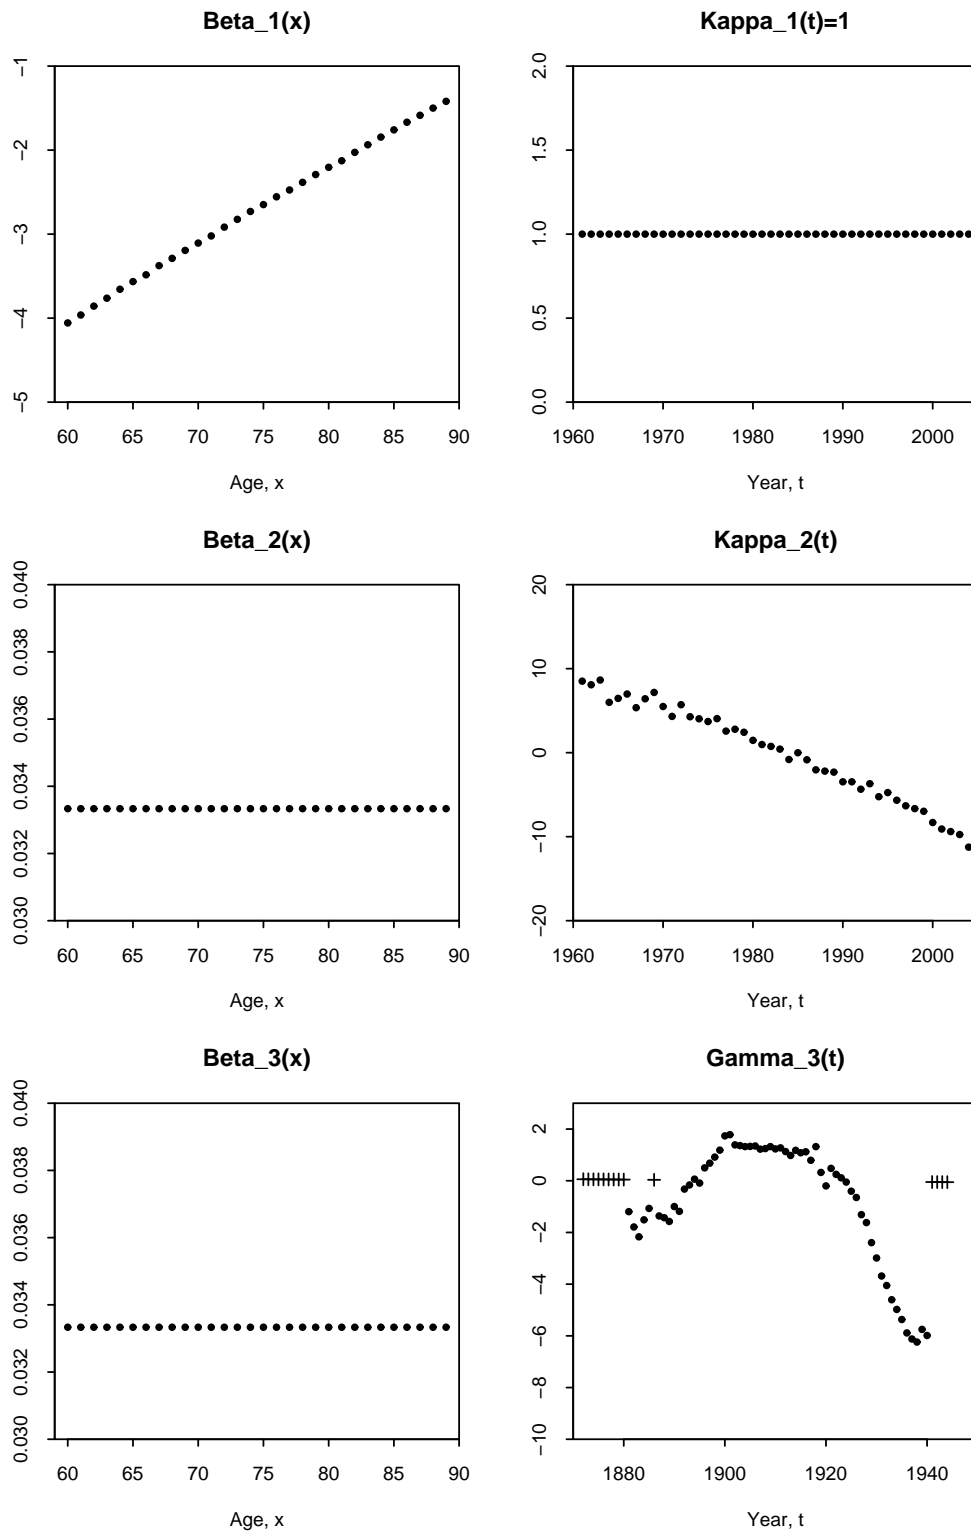 Beta_1(x)
−5 −4 −3 −2 −1
60 65 70 75 80 85 90
Age, x
Kappa_1(t)=1
0.0 0.5 1.0 1.5 2.0
1960 1970 1980 1990 2000
Year, t
Beta_2(x)
0.030 0.032 0.034 0.036 0.038 0.040
60 65 70 75 80 85 90
Age, x
Kappa_2(t)
−20 −10 0 10 20
1960 1970 1980 1990 2000
Year, t
Beta_3(x)
0.030 0.032 0.034 0.036 0.038 0.040
60 65 70 75 80 85 90
Age, x
Gamma_3(t)
−10 −8 −6 −4 −2 0 2
1880 1900 1920 1940
Year, t